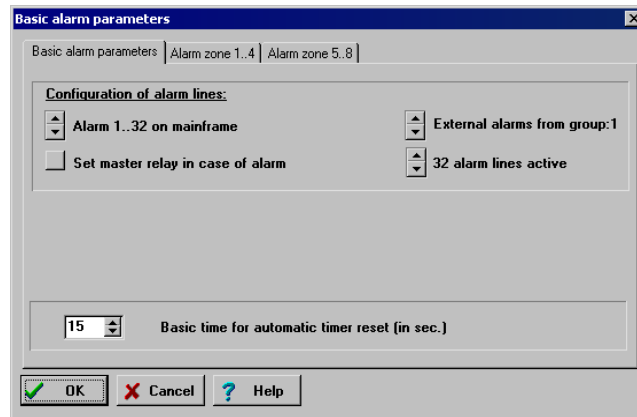 Basic alarm parameters
Basic alarm parameters Alarm zone 1..4 Alarm zone 5..8
Configuration of alarm lines:
Alarm 1..32 on mainframe External alarms from group:1
Set master relay in case of alarm 32 alarm lines active
15 Basic time for automatic timer reset (in sec.)
OK Cancel ? Help